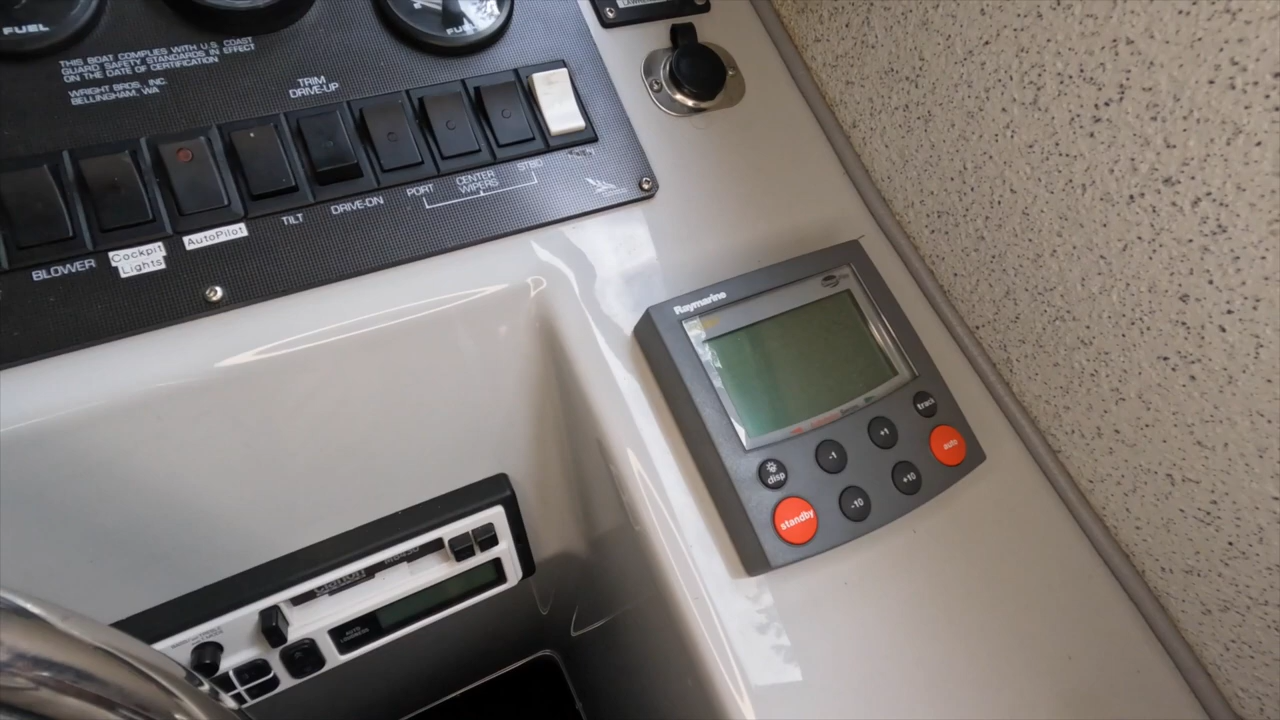 FUEL
FUEL
THIS BOAT COMPLIES WITH U.S. COAST
GUARD SAFETY STANDARDS IN EFFECT
ON THE DATE OF CERTIFICATION
WRIGHT BROS., INC.
BELLINGHAM, WA
TRIM
DRIVE-UP
BLOWER
Cockpit
Lights
AutoPilot
TILT
DRIVE-DN
PORT
CENTER
WIPERS
STBD
Raymarine
track
+1
auto
-1
+10
disp
-10
standby
Clarion